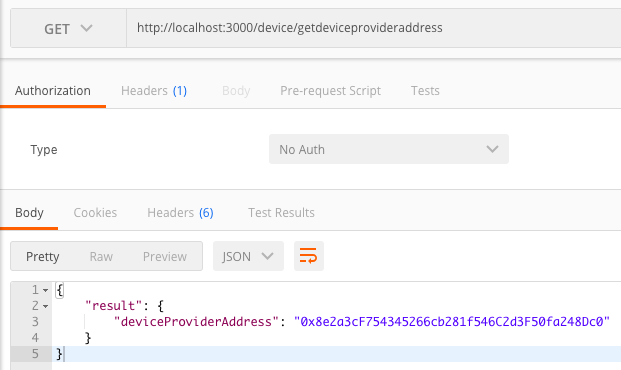 GET http://localhost:3000/device/getdeviceprovideraddress
Authorization Headers (1) Body Pre-request Script Tests
Type No Auth
Body Cookies Headers (6) Test Results
Pretty Raw Preview JSON
1 {
2 "result": {
3 "deviceProviderAddress": "0x8e2a3cF754345266cb281f546C2d3F50fa248Dc0"
4 }
5 }